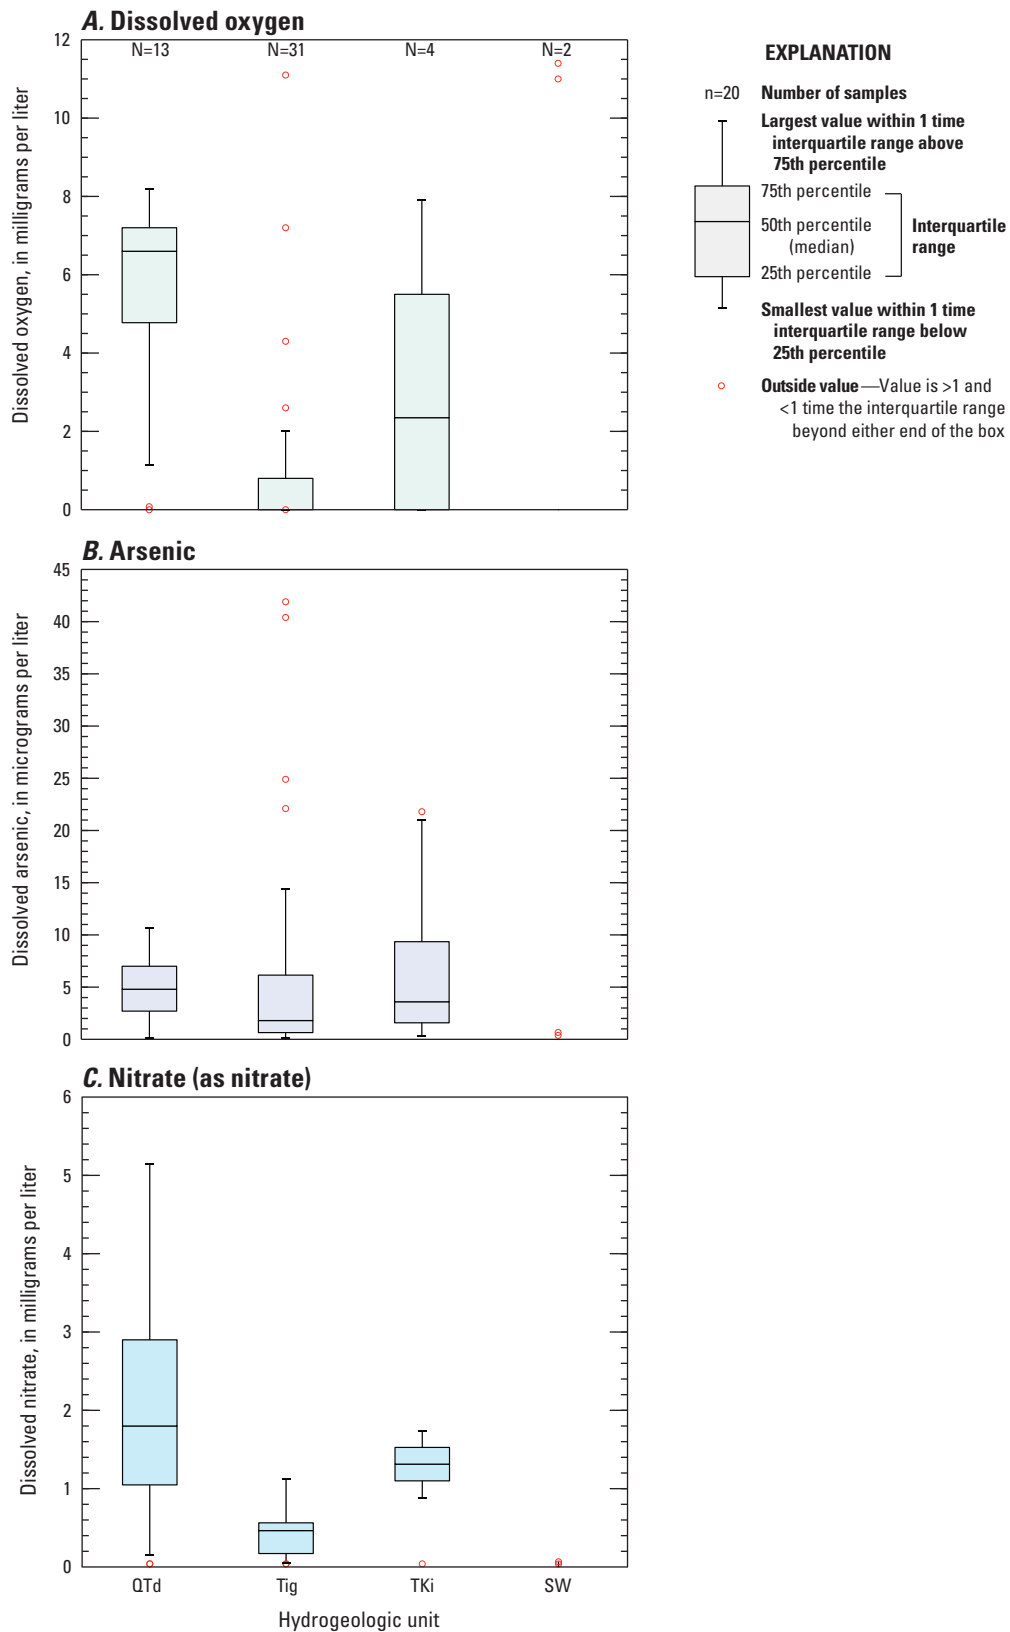 A. Dissolved oxygen
12
10
8
6
4
2
0
Dissolved oxygen, in milligrams per liter
N=13 N=31 N=4 N=2
EXPLANATION
n=20 Number of samples
Largest value within 1 time
interquartile range above
75th percentile
75th percentile
50th percentile
(median)
25th percentile
Interquartile
range
Smallest value within 1 time
interquartile range below
25th percentile
Outside value—Value is >1 and
<1 time the interquartile range
beyond either end of the box
B. Arsenic
45
40
35
30
25
20
15
10
5
0
Dissolved arsenic, in micrograms per liter
C. Nitrate (as nitrate)
6
5
4
3
2
1
0
Dissolved nitrate, in milligrams per liter
QTd Tig TKi SW
Hydrogeologic unit